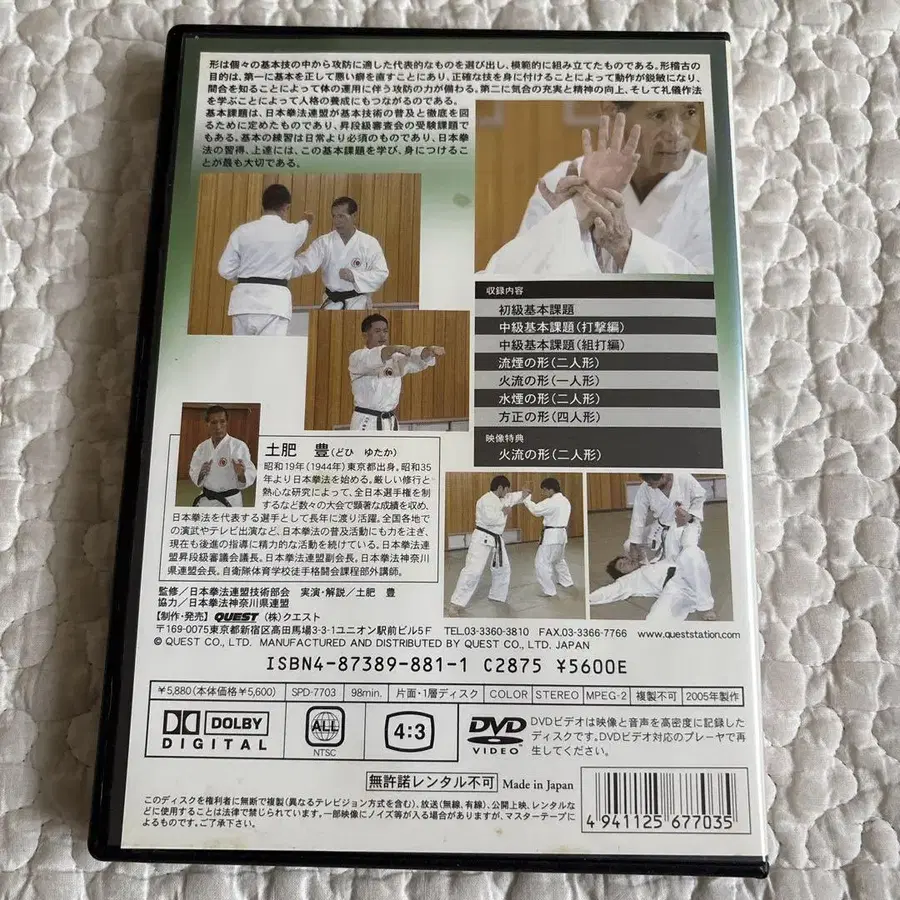 形は個々の基本技の中から攻防に適した代表的なものを選び出し、模範的に組み立てたものである。形稽古の
目的は、第一に基本を正して悪い癖を直すことにあり、正確な技を身に付けることによって動作が鋭敏になり、
間合を知ることによって体の運用に伴う攻防の力が備わる。第二に気合の充実と精神の向上、そして礼儀作法
を学ぶことによって人格の養成にもつながるのである。
基本課題は、日本拳法連盟が基本技術の普及と徹底を図
るために定めたものであり、昇段級審査会の受験課題で
もある。基本の練習は日常より必須のものであり、日本拳
法の習得、上達には、この基本課題を学び、身につけるこ
とが最も大切である。
収録内容
初級基本課題
中級基本課題(打撃編)
中級基本課題(組打編)
流煙の形(二人形)
火流の形(一人形)
水煙の形(二人形)
方正の形(四人形)
映像特典
火流の形(二人形)
土肥 豊(どひ ゆたか)
昭和19年(1944年)東京都出身。昭和35
年より日本拳法を始める。厳しい修行と
熱心な研究によって、全日本選手権を制
するなど数々の大会で顕著な成績を収め、
日本拳法を代表する選手として長年に渡り活躍。全国各地で
の演武やテレビ出演など、日本拳法の普及活動にも力を注ぎ、
現在も後進の指導に精力的な活動を続けている。日本拳法連
盟昇段級審議会議長。日本拳法連盟副会長。日本拳法神奈川
県連盟会長。自衛隊体育学校徒手格闘会課程部外講師。
監修/日本拳法連盟技術部会 実演・解説/土肥 豊
協力/日本拳法神奈川県連盟
【制作・発売】QUEST (株)クエスト
〒169-0075東京都新宿区高田馬場3-3-1ユニオン駅前ビル5F TEL.03-3360-3810 FAX.03-3366-7766 www.queststation.com
© QUEST CO., LTD. MANUFACTURED AND DISTRIBUTED BY QUEST CO., LTD. JAPAN
ISBN4-87389-881-1 C2875 ¥5600E
¥5,880(本体価格¥5,600) SPD-7703 98min. 片面・1層ディスク COLOR STEREO MPEG-2 複製不可 2005年製作
DOLBY DIGITAL
ALL NTSC
4:3
DVD VIDEO
DVDビデオは映像と音声を高密度に記録した
ディスクです。DVDビデオ対応のプレーヤで再
生してください。
無許諾レンタル不可 Made in Japan
このディスクを権利者に無断で複製(異なるテレビジョン方式を含む)、放送(無線、有線)、公開上映、レンタルな
どに使用することは法律で禁じられています。一部映像にノイズ等が入る場合がありますが、マスターテープに
よるものです。ご了承下さい。
4 941125 677035